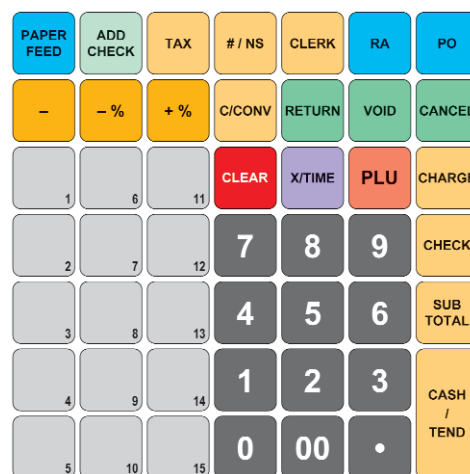 PAPER FEED ADD CHECK TAX # / NS CLERK RA PO
– – % + % C/CONV RETURN VOID CANCEL
1 6 11 CLEAR X/TIME PLU CHARGE
2 7 12 7 8 9 CHECK
3 8 13 4 5 6 SUB TOTAL
4 9 14 1 2 3 CASH / TEND
5 10 15 0 00 •